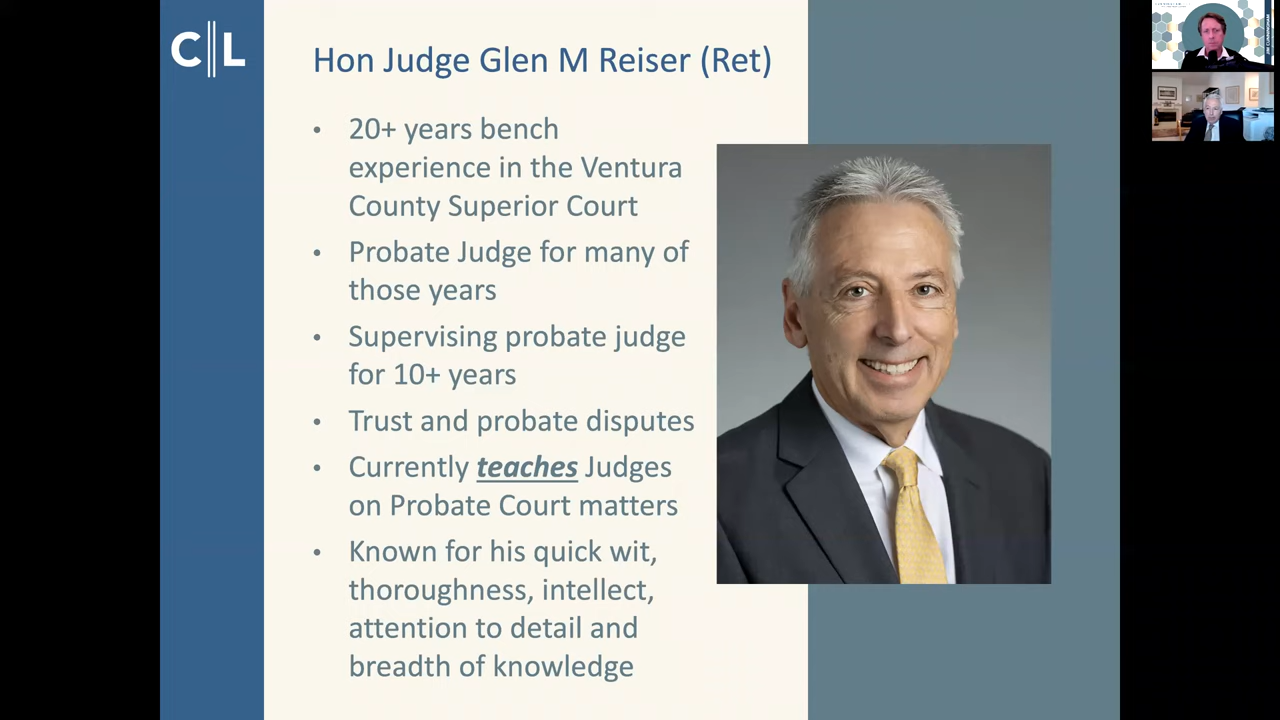 C L
Hon Judge Glen M Reiser (Ret)
• 20+ years bench
experience in the Ventura
County Superior Court
• Probate Judge for many of
those years
• Supervising probate judge
for 10+ years
• Trust and probate disputes
• Currently teaches Judges
on Probate Court matters
• Known for his quick wit,
thoroughness, intellect,
attention to detail and
breadth of knowledge